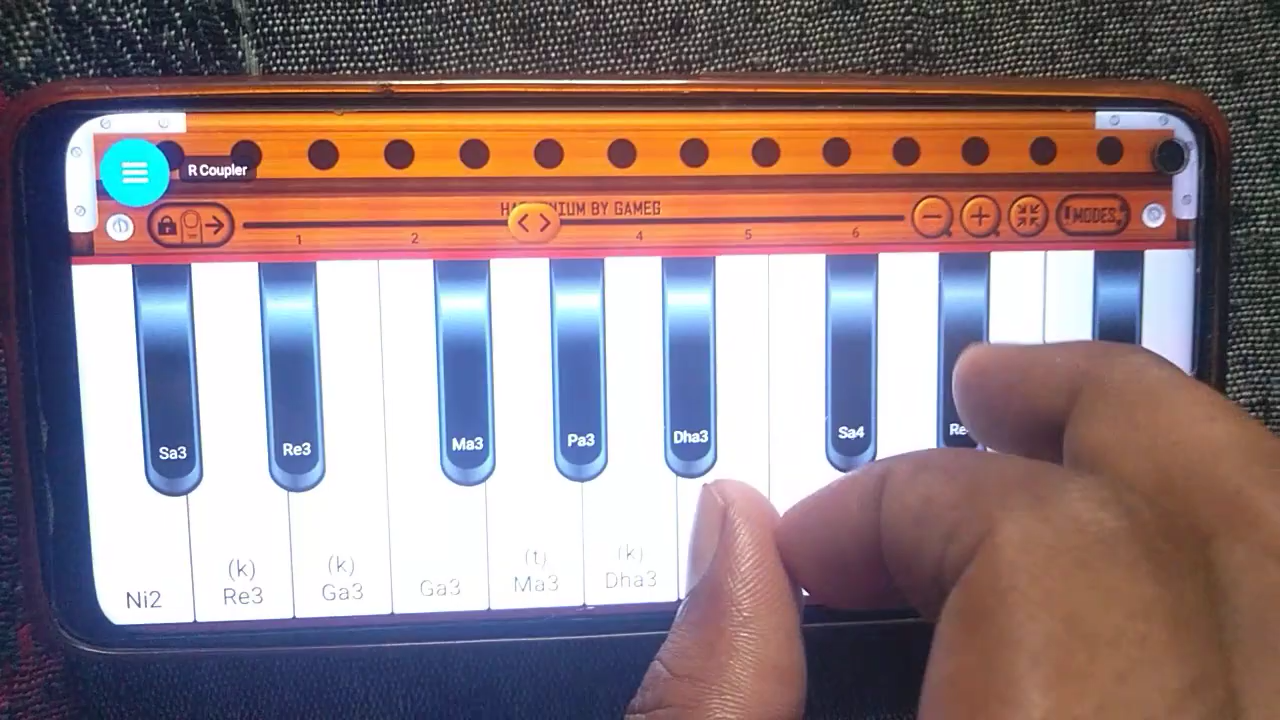 R Coupler
NIUM BY GAMEG
MODES
1 2 4 5 6
Sa3 Re3 Ma3 Pa3 Dha3 Sa4 Re
(k) (k) (t) (k)
Ni2 Re3 Ga3 Ga3 Ma3 Dha3